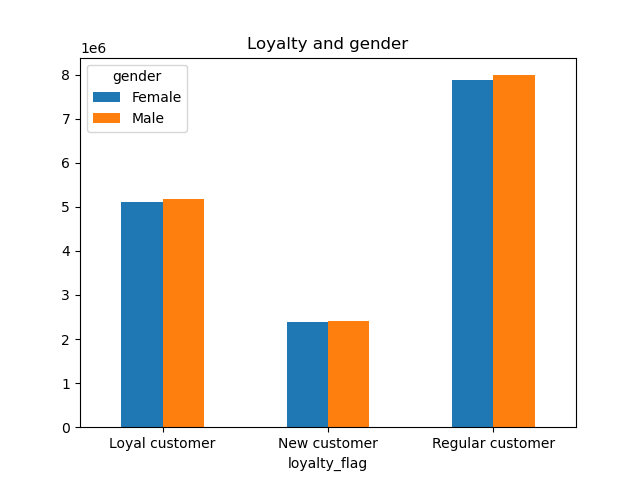 Loyalty and gender
1e6
gender
Female
Male
8
7
6
5
4
3
2
1
0
Loyal customer
New customer
Regular customer
loyalty_flag